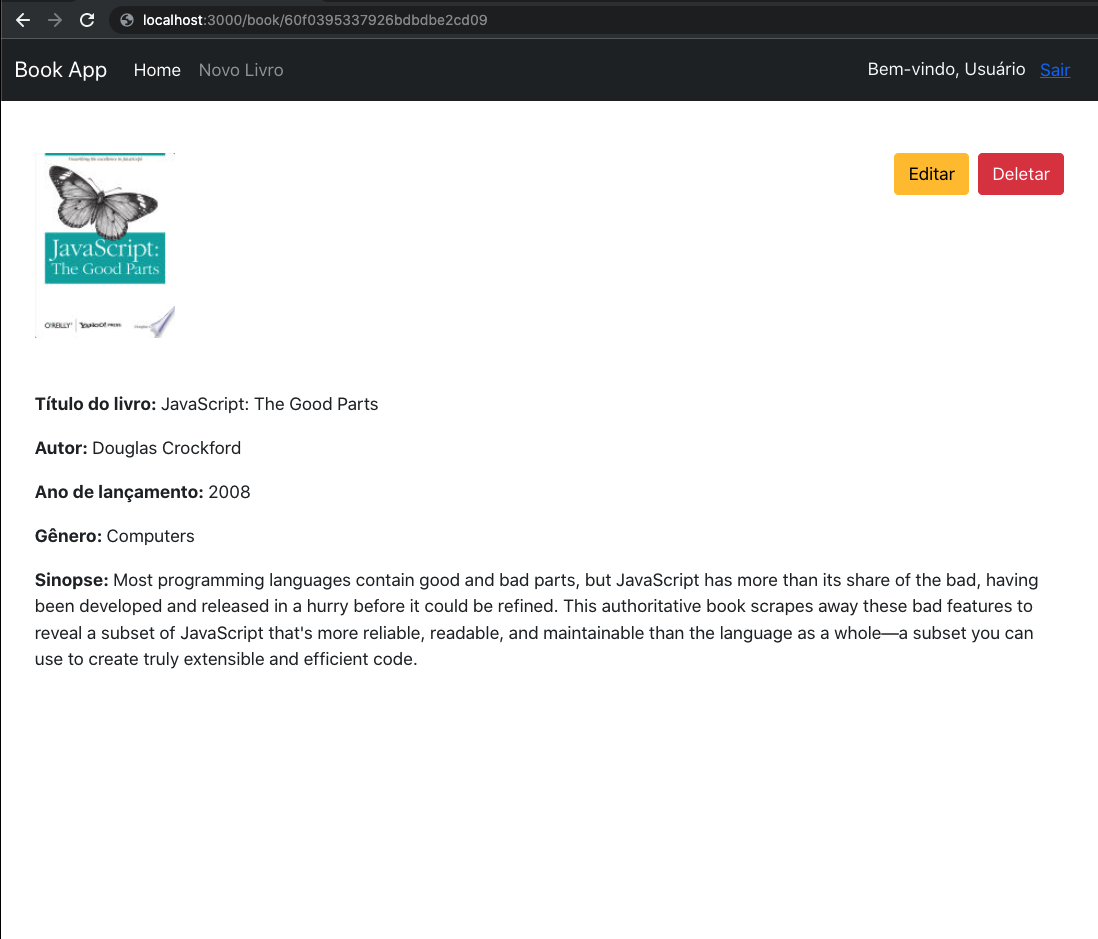 localhost:3000/book/60f0395337926bdbdbe2cd09
Book App Home Novo Livro Bem-vindo, Usuário Sair
Editar Deletar
Unearthing the Excellence in JavaScript
JavaScript:
The Good Parts
O'REILLY® YAHOO! PRESS
Título do livro: JavaScript: The Good Parts
Autor: Douglas Crockford
Ano de lançamento: 2008
Gênero: Computers
Sinopse: Most programming languages contain good and bad parts, but JavaScript has more than its share of the bad, having
been developed and released in a hurry before it could be refined. This authoritative book scrapes away these bad features to
reveal a subset of JavaScript that's more reliable, readable, and maintainable than the language as a whole—a subset you can
use to create truly extensible and efficient code.